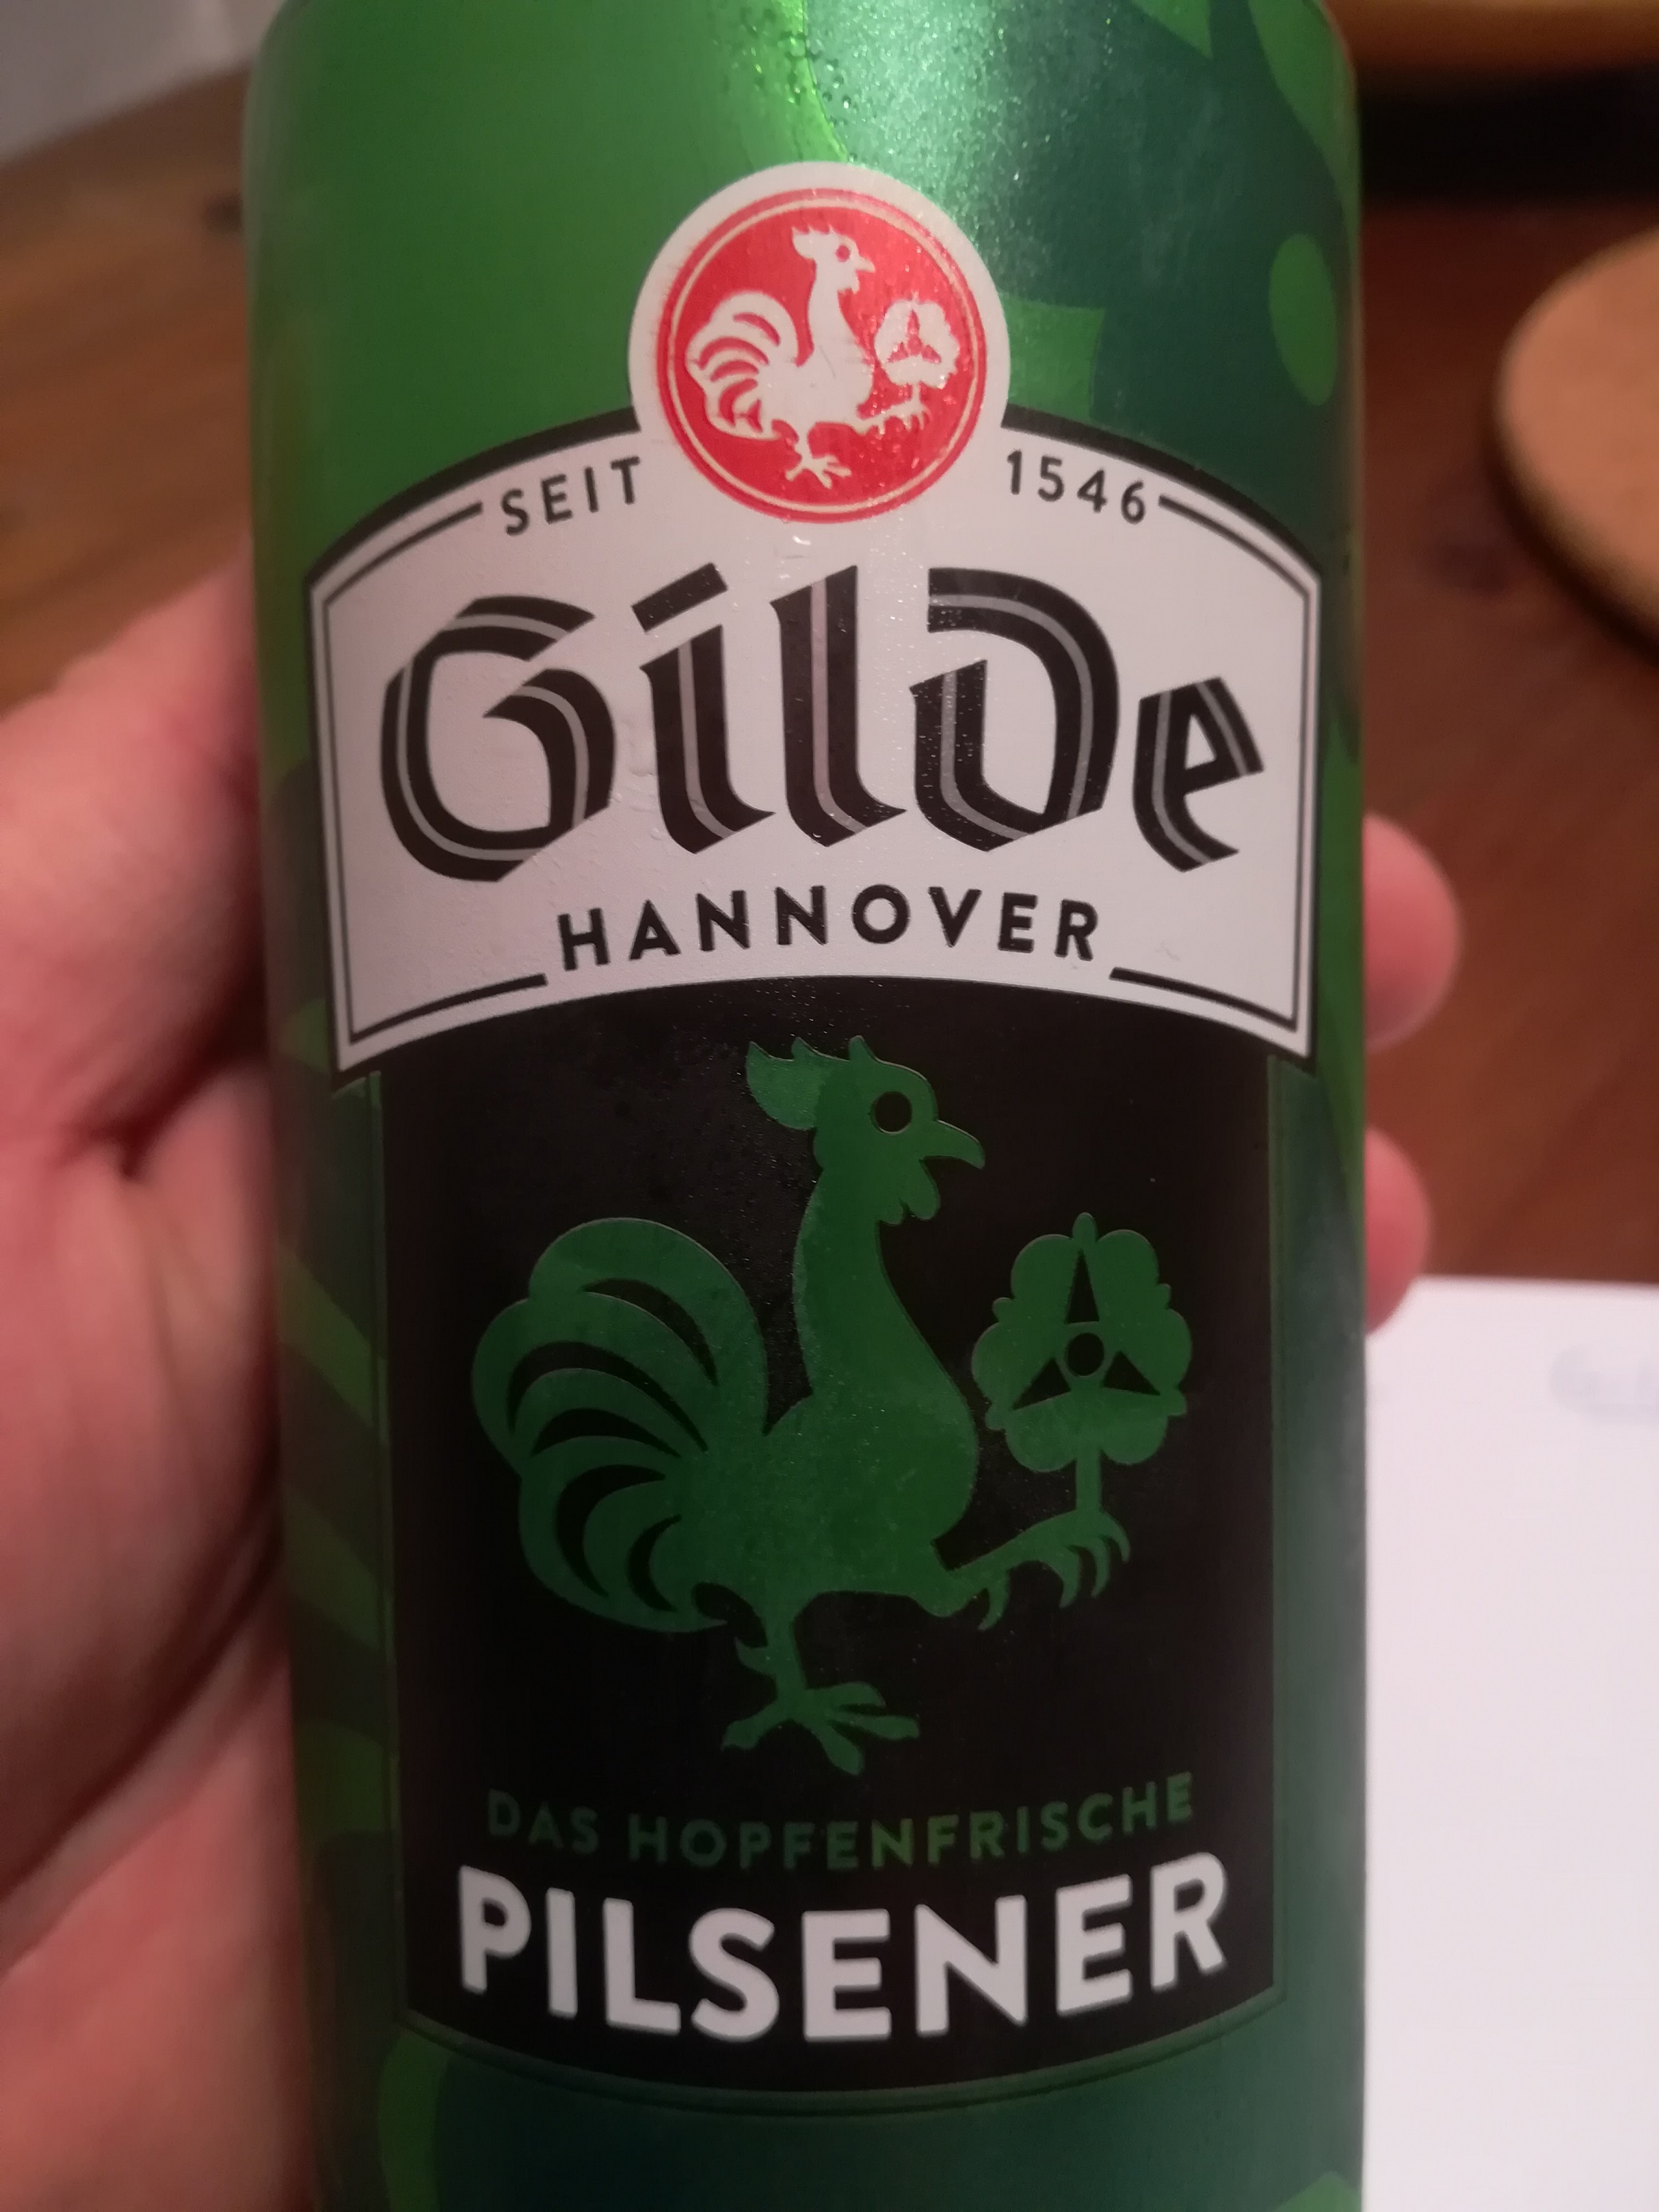 SEIT 1546
Gilde
HANNOVER
DAS HOPFENFRISCHE
PILSENER